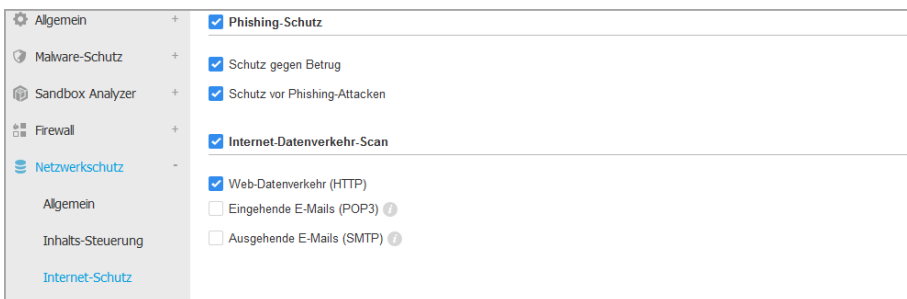 Allgemein +
Malware-Schutz +
Sandbox Analyzer +
Firewall +
Netzwerkschutz -
Allgemein
Inhalts-Steuerung
Internet-Schutz
Phishing-Schutz
Schutz gegen Betrug
Schutz vor Phishing-Attacken
Internet-Datenverkehr-Scan
Web-Datenverkehr (HTTP)
Eingehende E-Mails (POP3) i
Ausgehende E-Mails (SMTP) i